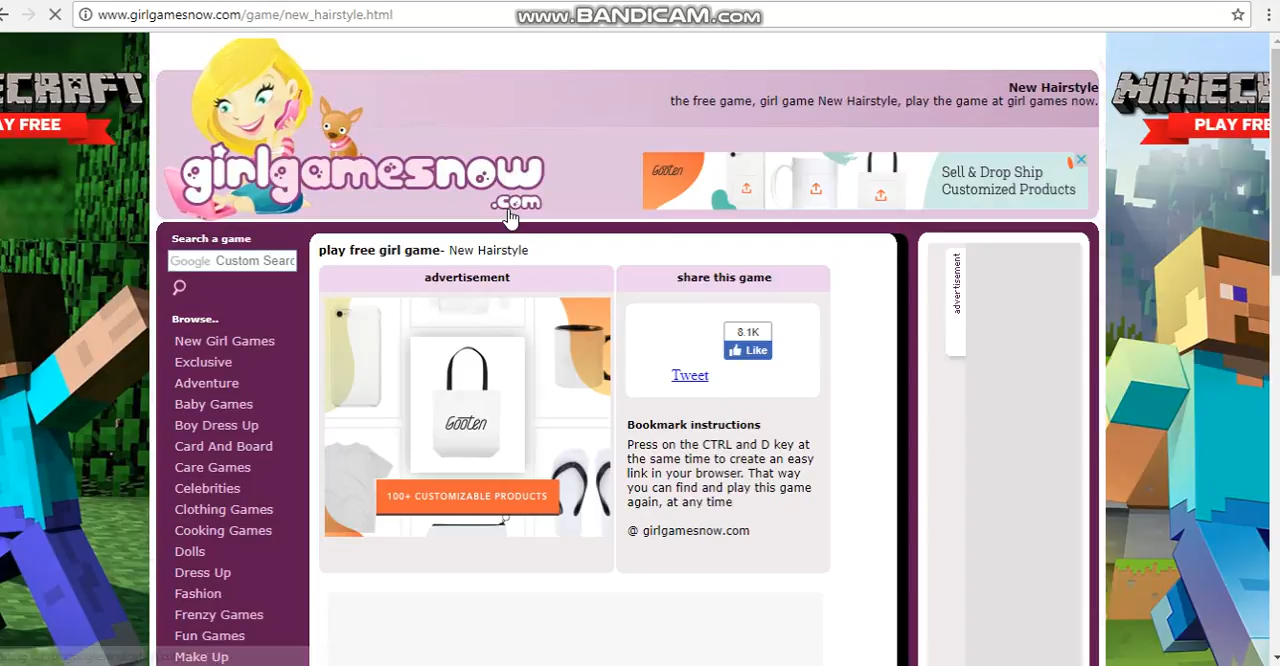 www.girlgamesnow.com/game/new_hairstyle.html
www.BANDICAM.com
New Hairstyle
the free game, girl game New Hairstyle, play the game at girl games now.
girlgamesnow
.com
Gooten
Sell & Drop Ship
Customized Products
ECRAFT
AY FREE
MINEC
PLAY FRE
Search a game
Google Custom Searc
Browse..
New Girl Games
Exclusive
Adventure
Baby Games
Boy Dress Up
Card And Board
Care Games
Celebrities
Clothing Games
Cooking Games
Dolls
Dress Up
Fashion
Frenzy Games
Fun Games
Make Up
play free girl game- New Hairstyle
advertisement
Gooten
100+ CUSTOMIZABLE PRODUCTS
share this game
8.1K
Like
Tweet
Bookmark instructions
Press on the CTRL and D key at
the same time to create an easy
link in your browser. That way
you can find and play this game
again, at any time
@ girlgamesnow.com
advertisement